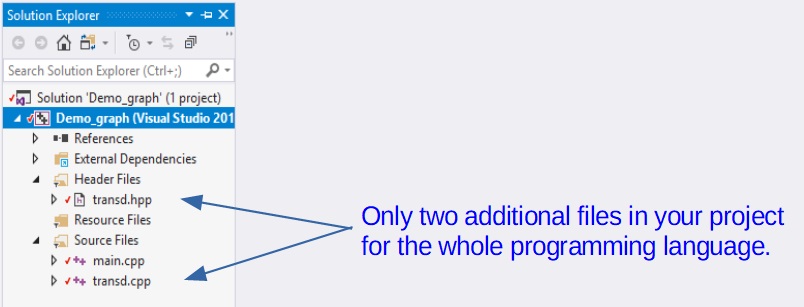 Solution Explorer
Search Solution Explorer (Ctrl+;)
Solution 'Demo_graph' (1 project)
Demo_graph (Visual Studio 201
References
External Dependencies
Header Files
transd.hpp
Resource Files
Source Files
main.cpp
transd.cpp
Only two additional files in your project
for the whole programming language.